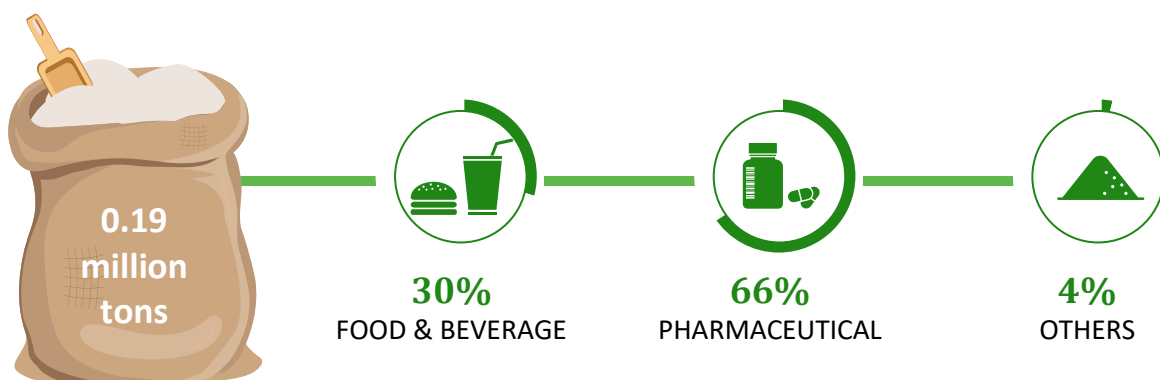 0.19
million
tons
30%
FOOD & BEVERAGE
66%
PHARMACEUTICAL
4%
OTHERS